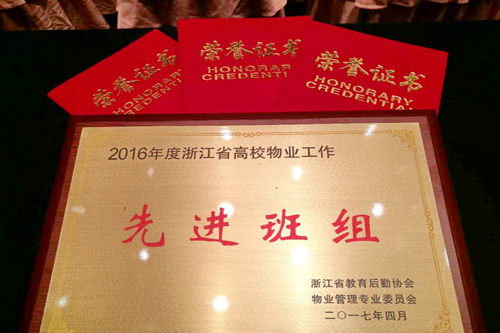 荣誉证书
HONORAR
CREDENTI
荣誉证书
HONORARY
CREDENTI
荣誉证书
HONORARY
CREDENTIAL
2016年度浙江省高校物业工作
先进班组
浙江省教育后勤协会
物业管理专业委员会
二〇一七年四月